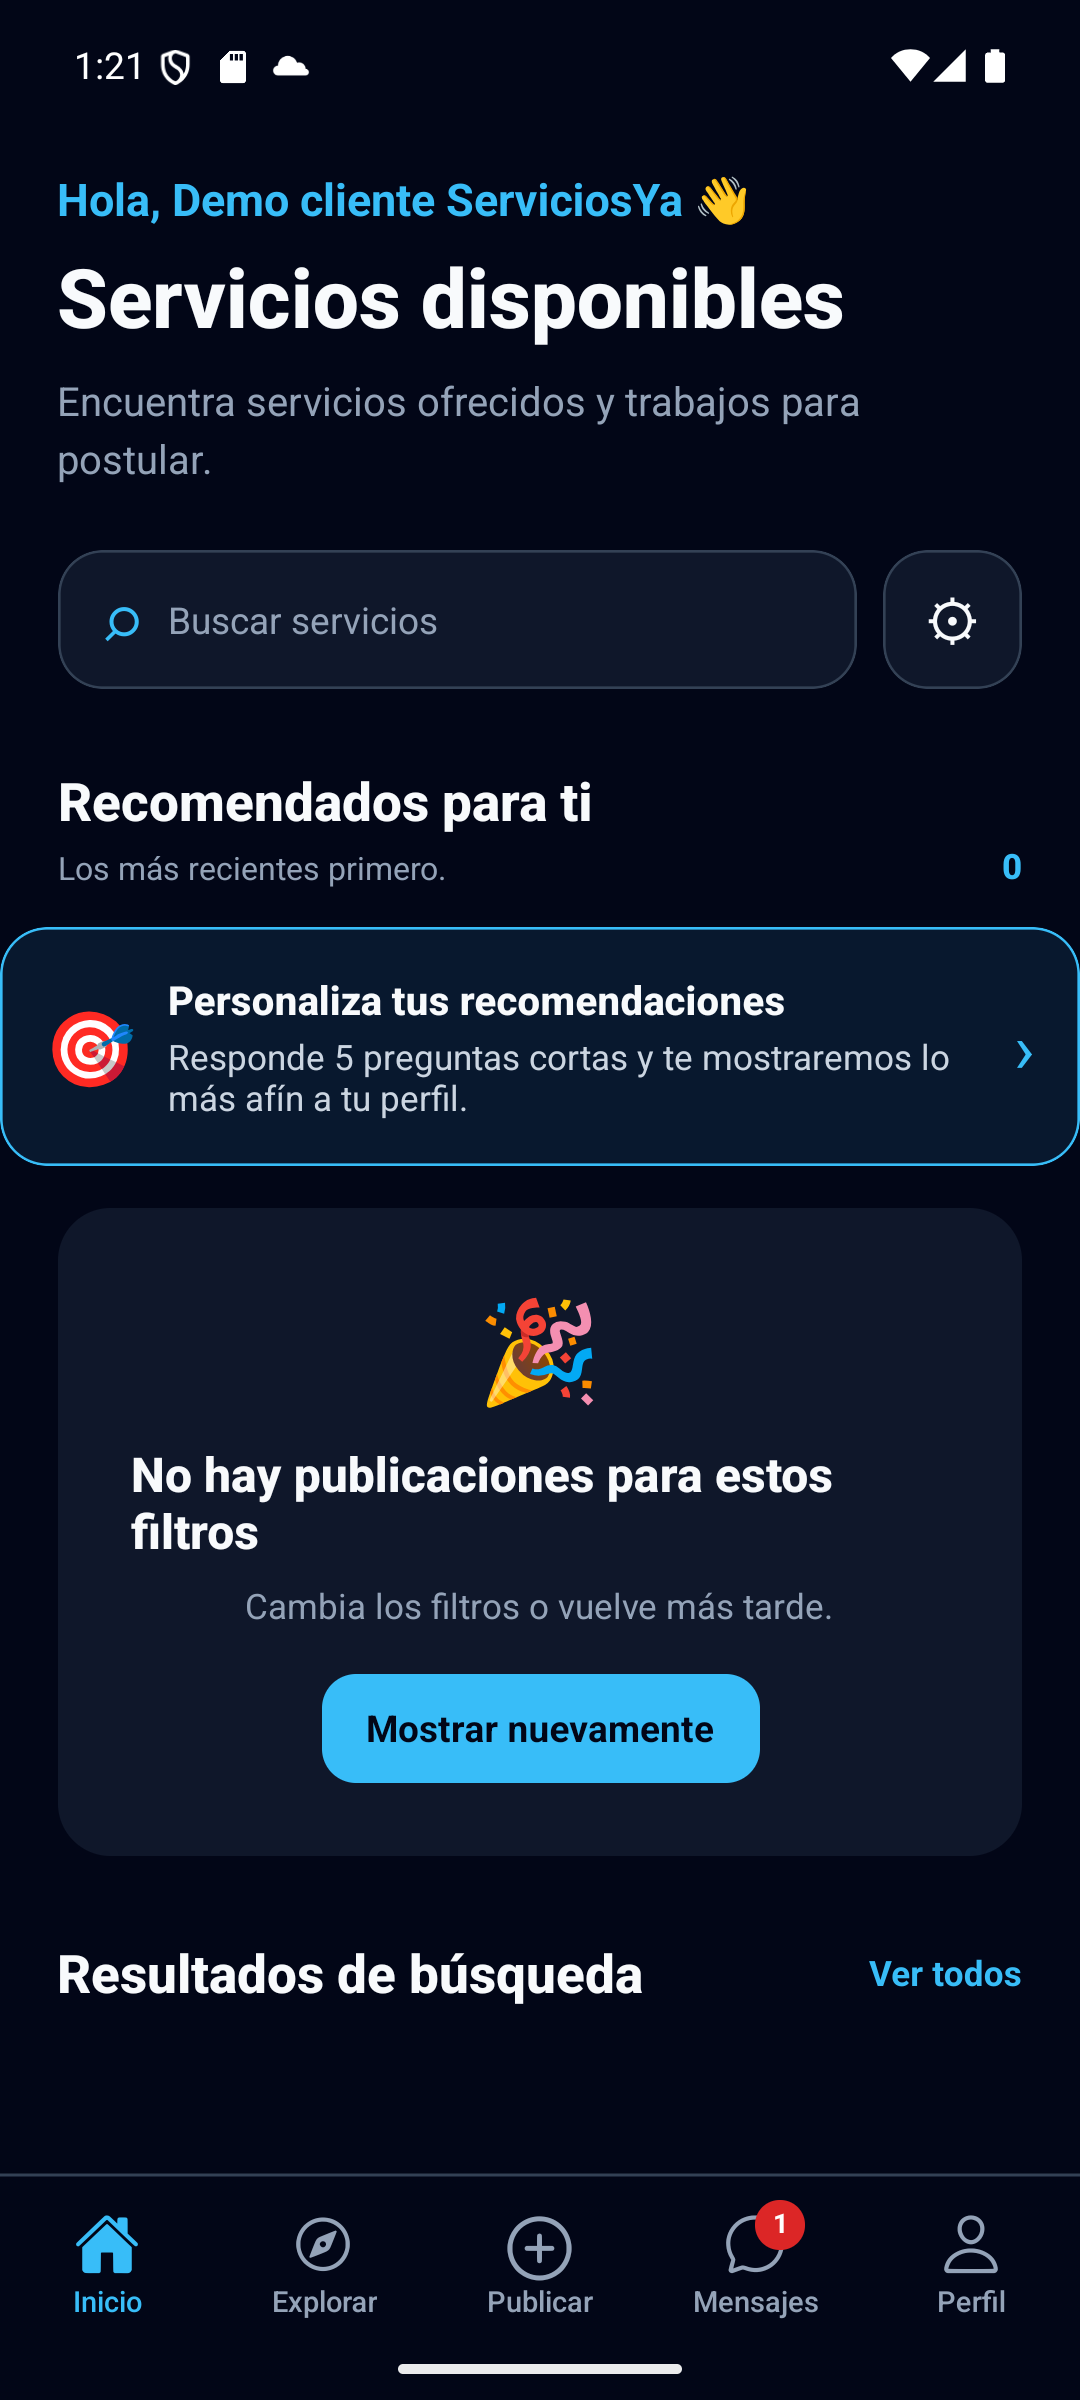 1:21
Hola, Demo cliente ServiciosYa 👋
Servicios disponibles
Encuentra servicios ofrecidos y trabajos para
postular.
Buscar servicios
Recomendados para ti
Los más recientes primero.
0
Personaliza tus recomendaciones
Responde 5 preguntas cortas y te mostraremos lo
más afín a tu perfil.
No hay publicaciones para estos
filtros
Cambia los filtros o vuelve más tarde.
Mostrar nuevamente
Resultados de búsqueda
Ver todos
1
Inicio
Explorar
Publicar
Mensajes
Perfil